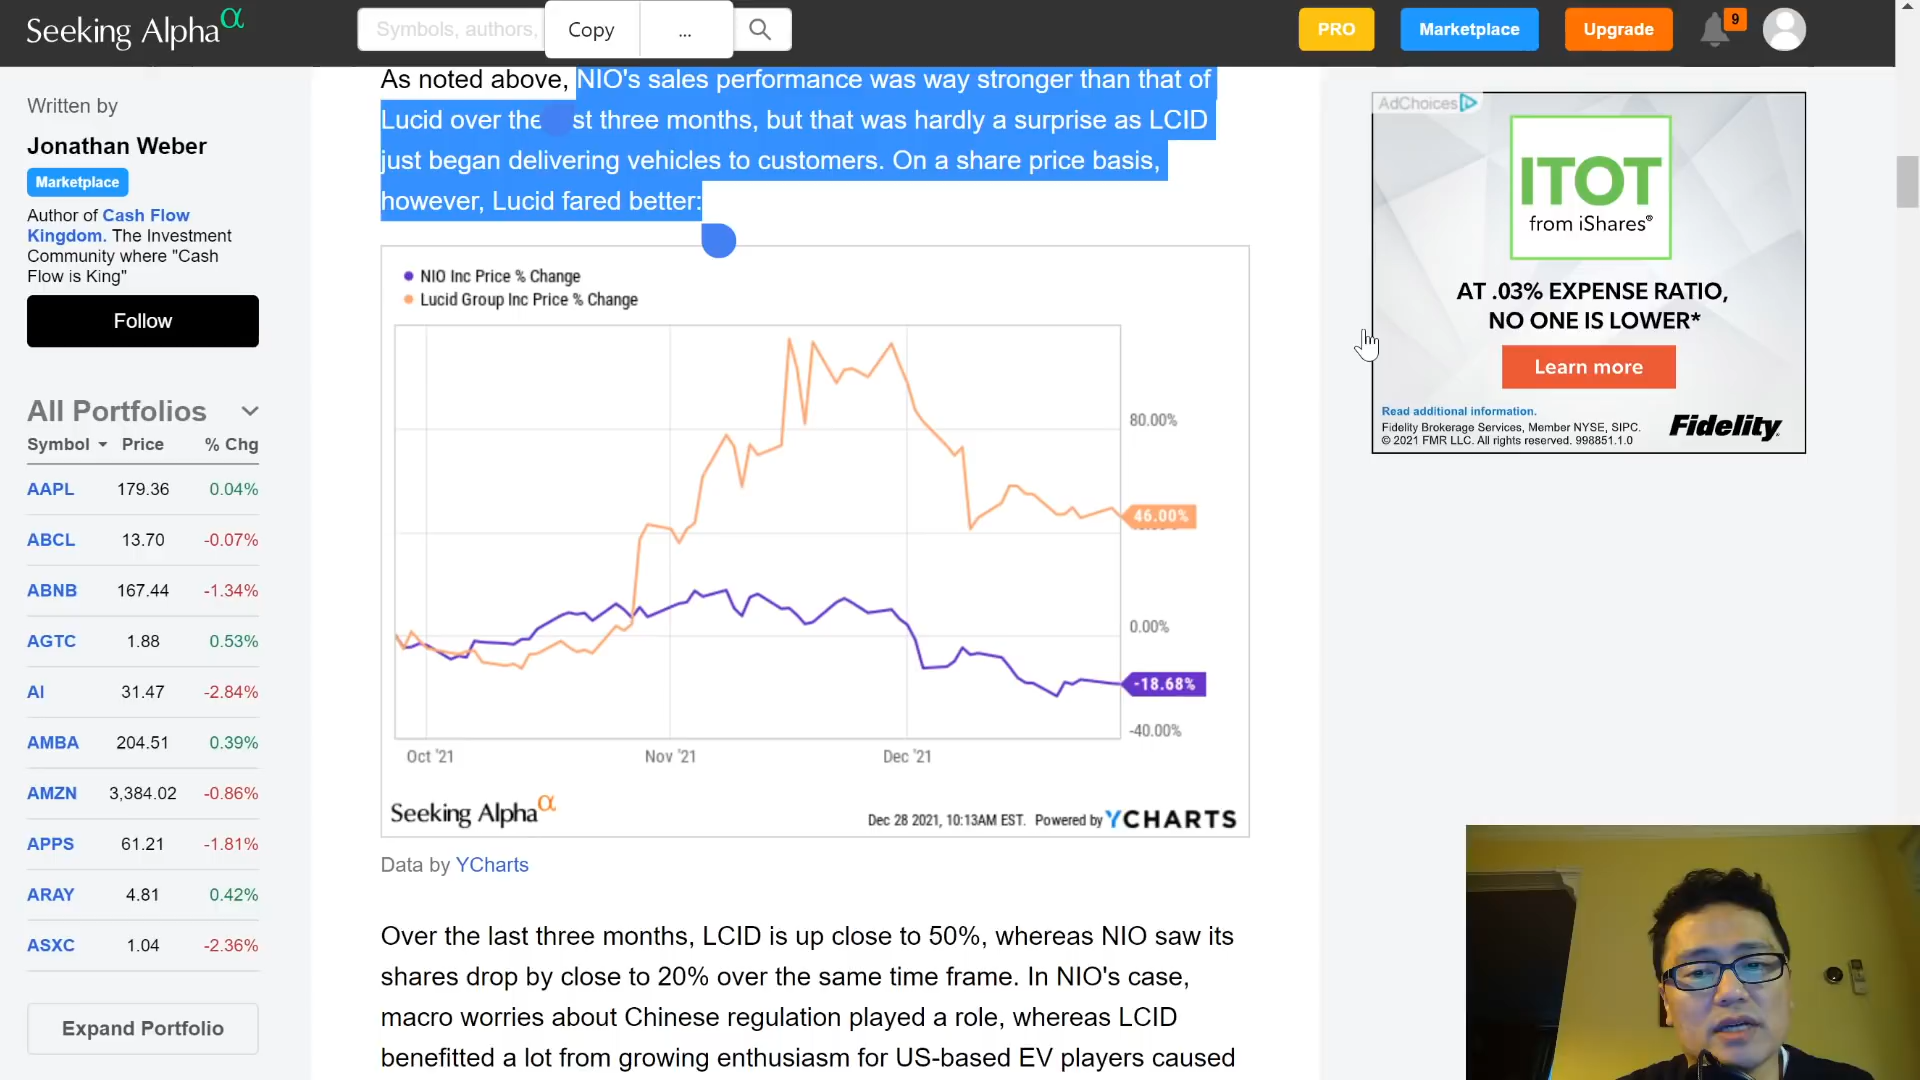 Seeking Alpha α
Symbols, authors,
Copy
...
PRO
Marketplace
Upgrade
9
Written by
Jonathan Weber
Marketplace
Author of Cash Flow
Kingdom. The Investment
Community where "Cash
Flow is King"
Follow
All Portfolios
Symbol Price % Chg
AAPL 179.36 0.04%
ABCL 13.70 -0.07%
ABNB 167.44 -1.34%
AGTC 1.88 0.53%
AI 31.47 -2.84%
AMBA 204.51 0.39%
AMZN 3,384.02 -0.86%
APPS 61.21 -1.81%
ARAY 4.81 0.42%
ASXC 1.04 -2.36%
Expand Portfolio
As noted above, NIO's sales performance was way stronger than that of
Lucid over the st three months, but that was hardly a surprise as LCID
just began delivering vehicles to customers. On a share price basis,
however, Lucid fared better:
NIO Inc Price % Change
Lucid Group Inc Price % Change
80.00%
46.00%
0.00%
-18.68%
-40.00%
Oct '21 Nov '21 Dec '21
Seeking Alpha α
Dec 28 2021, 10:13AM EST. Powered by YCHARTS
Data by YCharts
Over the last three months, LCID is up close to 50%, whereas NIO saw its
shares drop by close to 20% over the same time frame. In NIO's case,
macro worries about Chinese regulation played a role, whereas LCID
benefitted a lot from growing enthusiasm for US-based EV players caused
AdChoices
ITOT
from iShares®
AT .03% EXPENSE RATIO,
NO ONE IS LOWER*
Learn more
Read additional information.
Fidelity Brokerage Services, Member NYSE, SIPC.
© 2021 FMR LLC. All rights reserved. 998851.1.0
Fidelity